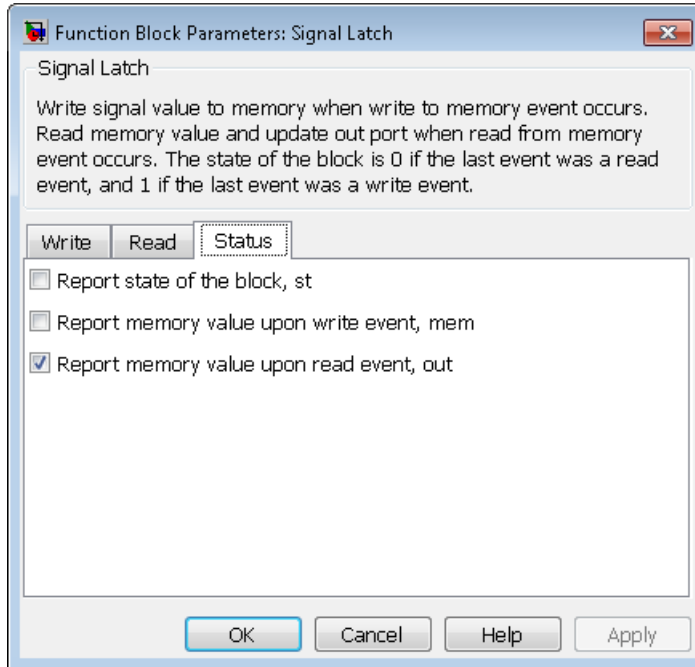 Function Block Parameters: Signal Latch
Signal Latch
Write signal value to memory when write to memory event occurs.
Read memory value and update out port when read from memory
event occurs. The state of the block is 0 if the last event was a read
event, and 1 if the last event was a write event.
Write Read Status
Report state of the block, st
Report memory value upon write event, mem
Report memory value upon read event, out
OK Cancel Help Apply